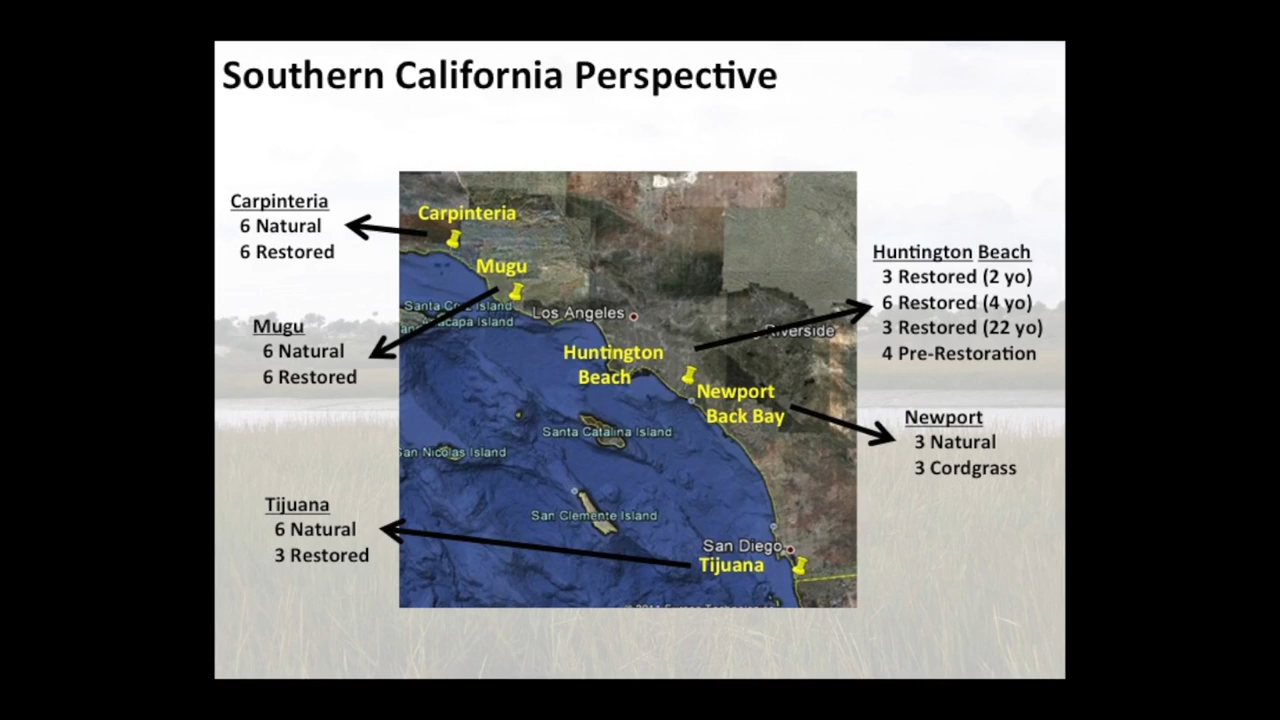 Southern California Perspective
Carpinteria
6 Natural
6 Restored
Mugu
6 Natural
6 Restored
Tijuana
6 Natural
3 Restored
Carpinteria
Mugu
Santa Cruz Island
Anacapa Island
Los Angeles
Riverside
Huntington
Beach
Newport
Back Bay
Santa Catalina Island
San Nicolas Island
San Clemente Island
San Diego
Tijuana
Huntington Beach
3 Restored (2 yo)
6 Restored (4 yo)
3 Restored (22 yo)
4 Pre-Restoration
Newport
3 Natural
3 Cordgrass